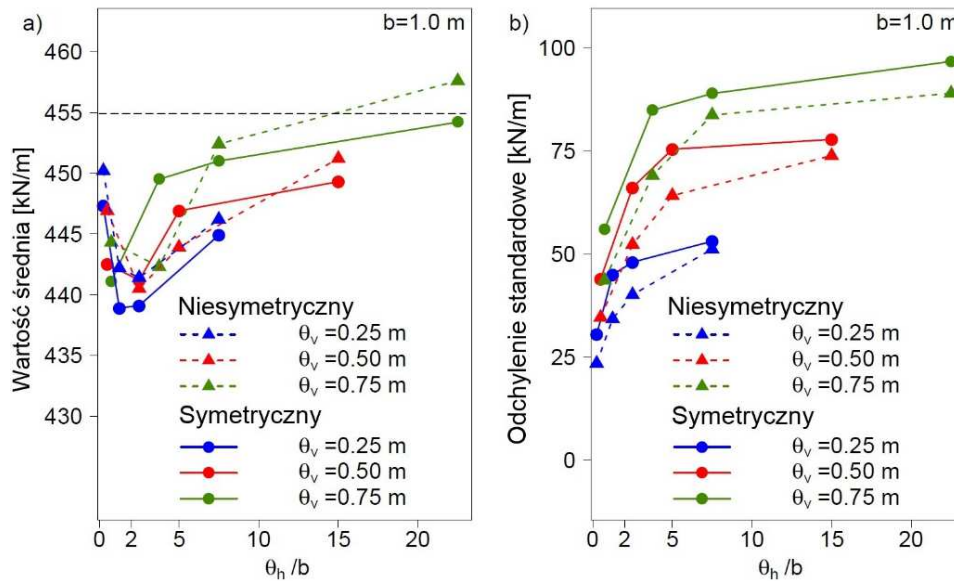 a)
b=1.0 m
Wartość średnia [kN/m]
460
455
450
445
440
435
430
Niesymetryczny
θv =0.25 m
θv =0.50 m
θv =0.75 m
Symetryczny
θv =0.25 m
θv =0.50 m
θv =0.75 m
0 2 5 10 15 20
θh /b
b)
b=1.0 m
Odchylenie standardowe [kN/m]
100
75
50
25
0
Niesymetryczny
θv =0.25 m
θv =0.50 m
θv =0.75 m
Symetryczny
θv =0.25 m
θv =0.50 m
θv =0.75 m
0 2 5 10 15 20
θh /b